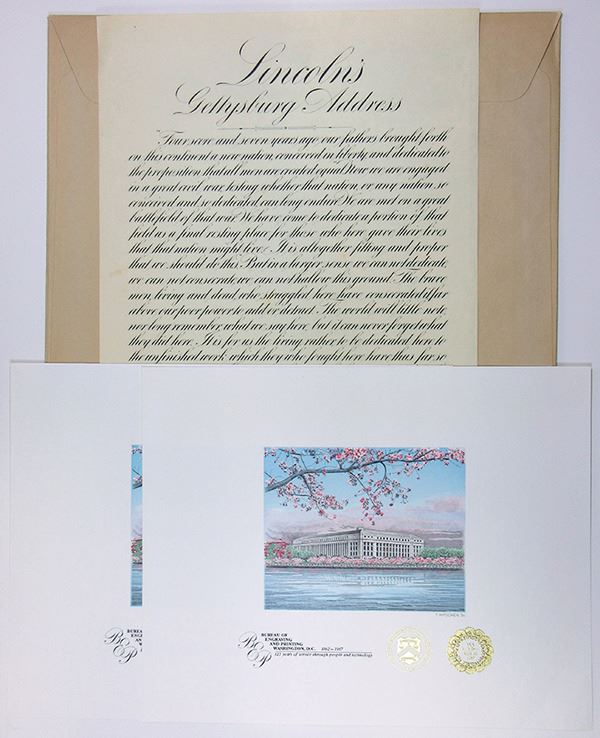 Lincoln's
Gettysburg Address
"Four score and seven years ago our fathers brought forth
on this continent a new nation, conceived in liberty, and dedicated to
the proposition that all men are created equal. Now we are engaged
in a great civil war, testing whether that nation, or any nation so
conceived and so dedicated, can long endure. We are met on a great
battlefield of that war. We have come to dedicate a portion of that
field as a final resting place for those who here gave their lives
that that nation might live. It is altogether fitting and proper
that we should do this. But in a larger sense we can not dedicate,
we can not consecrate, we can not hallow this ground. The brave
men, living and dead, who struggled here have consecrated it far
above our poor power to add or detract. The world will little note,
nor long remember, what we say here, but it can never forget what
they did here. It is for us the living, rather to be dedicated here to
the unfinished work which they who fought here have thus far so
BEP
BUREAU OF
ENGRAVING
AND PRINTING
WASHINGTON, D.C. 1862-1987
125 years of service through people and technology